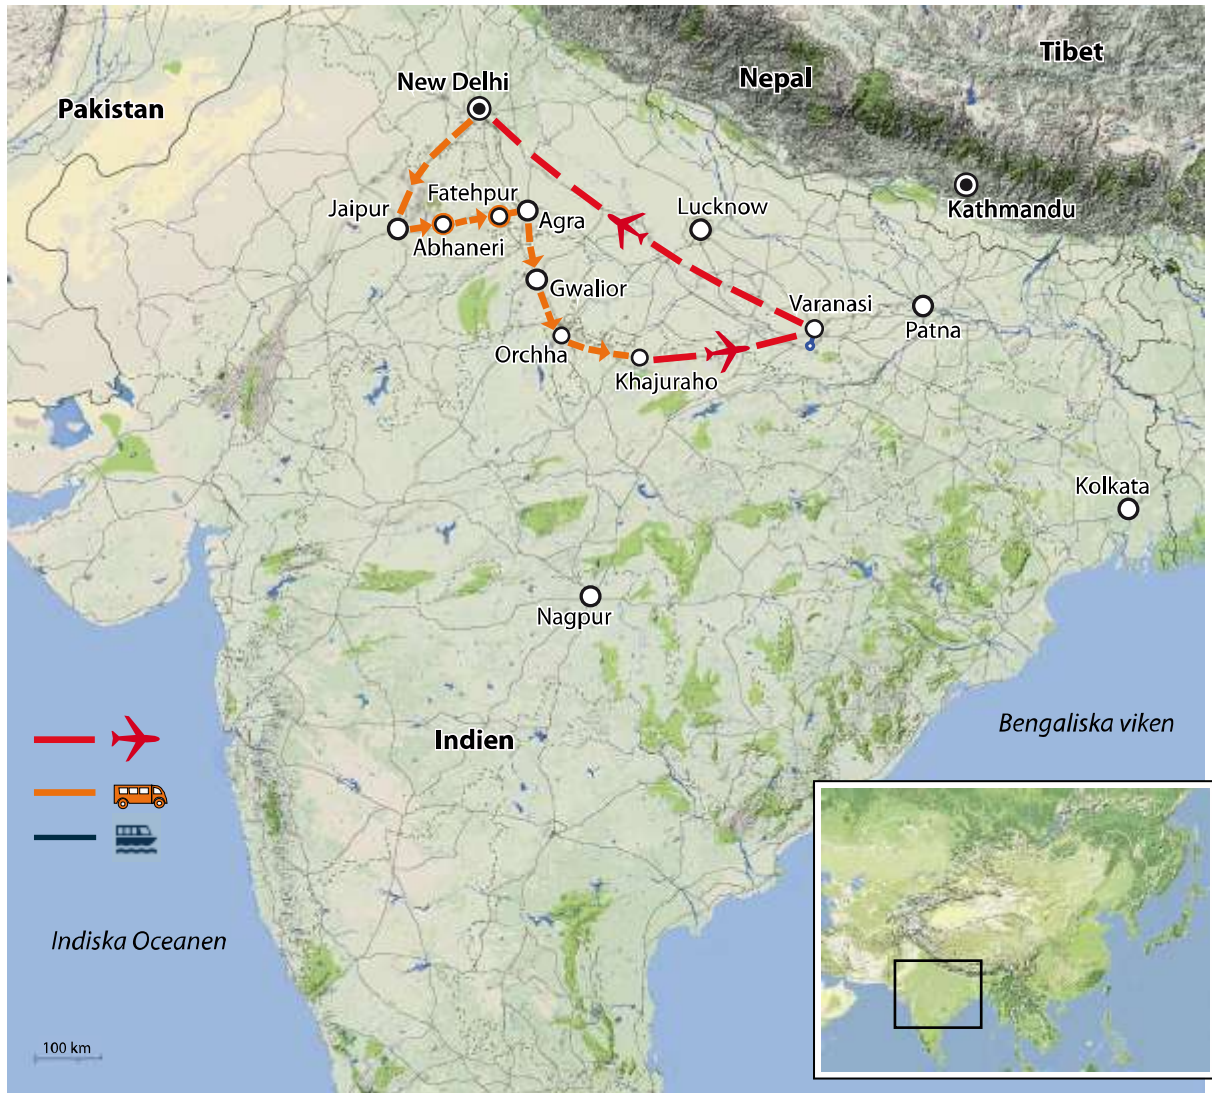 Tibet
Nepal
New Delhi
Pakistan
Fatehpur
Jaipur
Agra
Lucknow
Kathmandu
Abhaneri
Gwalior
Varanasi
Patna
Orchha
Khajuraho
Kolkata
Nagpur
Bengaliska viken
Indien
Indiska Oceanen
100 km